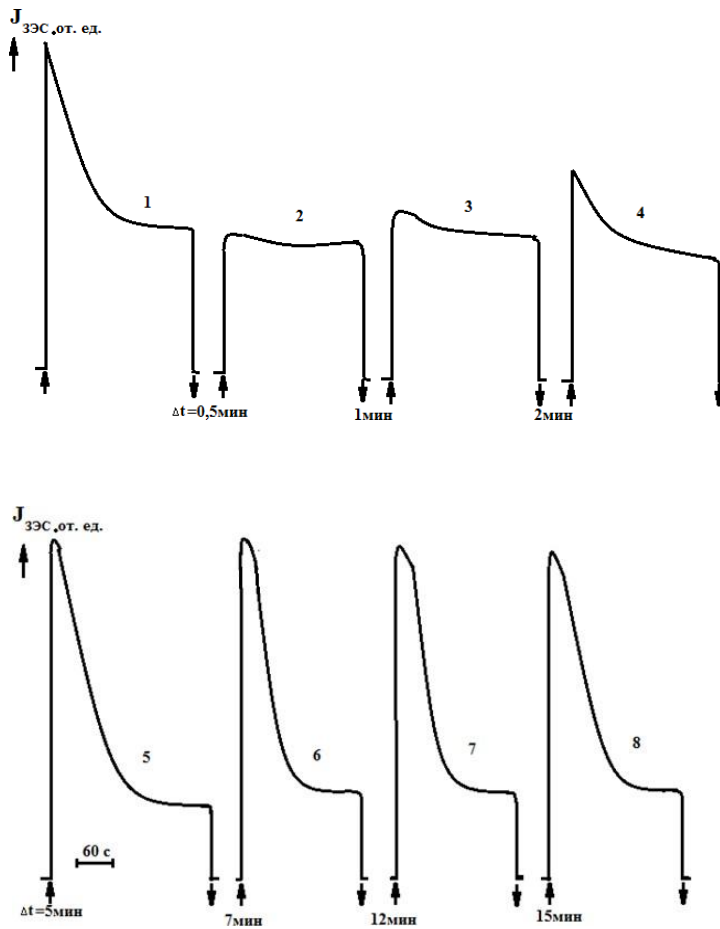 J ЗЭС, от. ед.
1
2
3
4
Δt=0,5мин
1мин
2мин
J ЗЭС, от. ед.
5
6
7
8
60 с
Δt=5мин
7мин
12мин
15мин